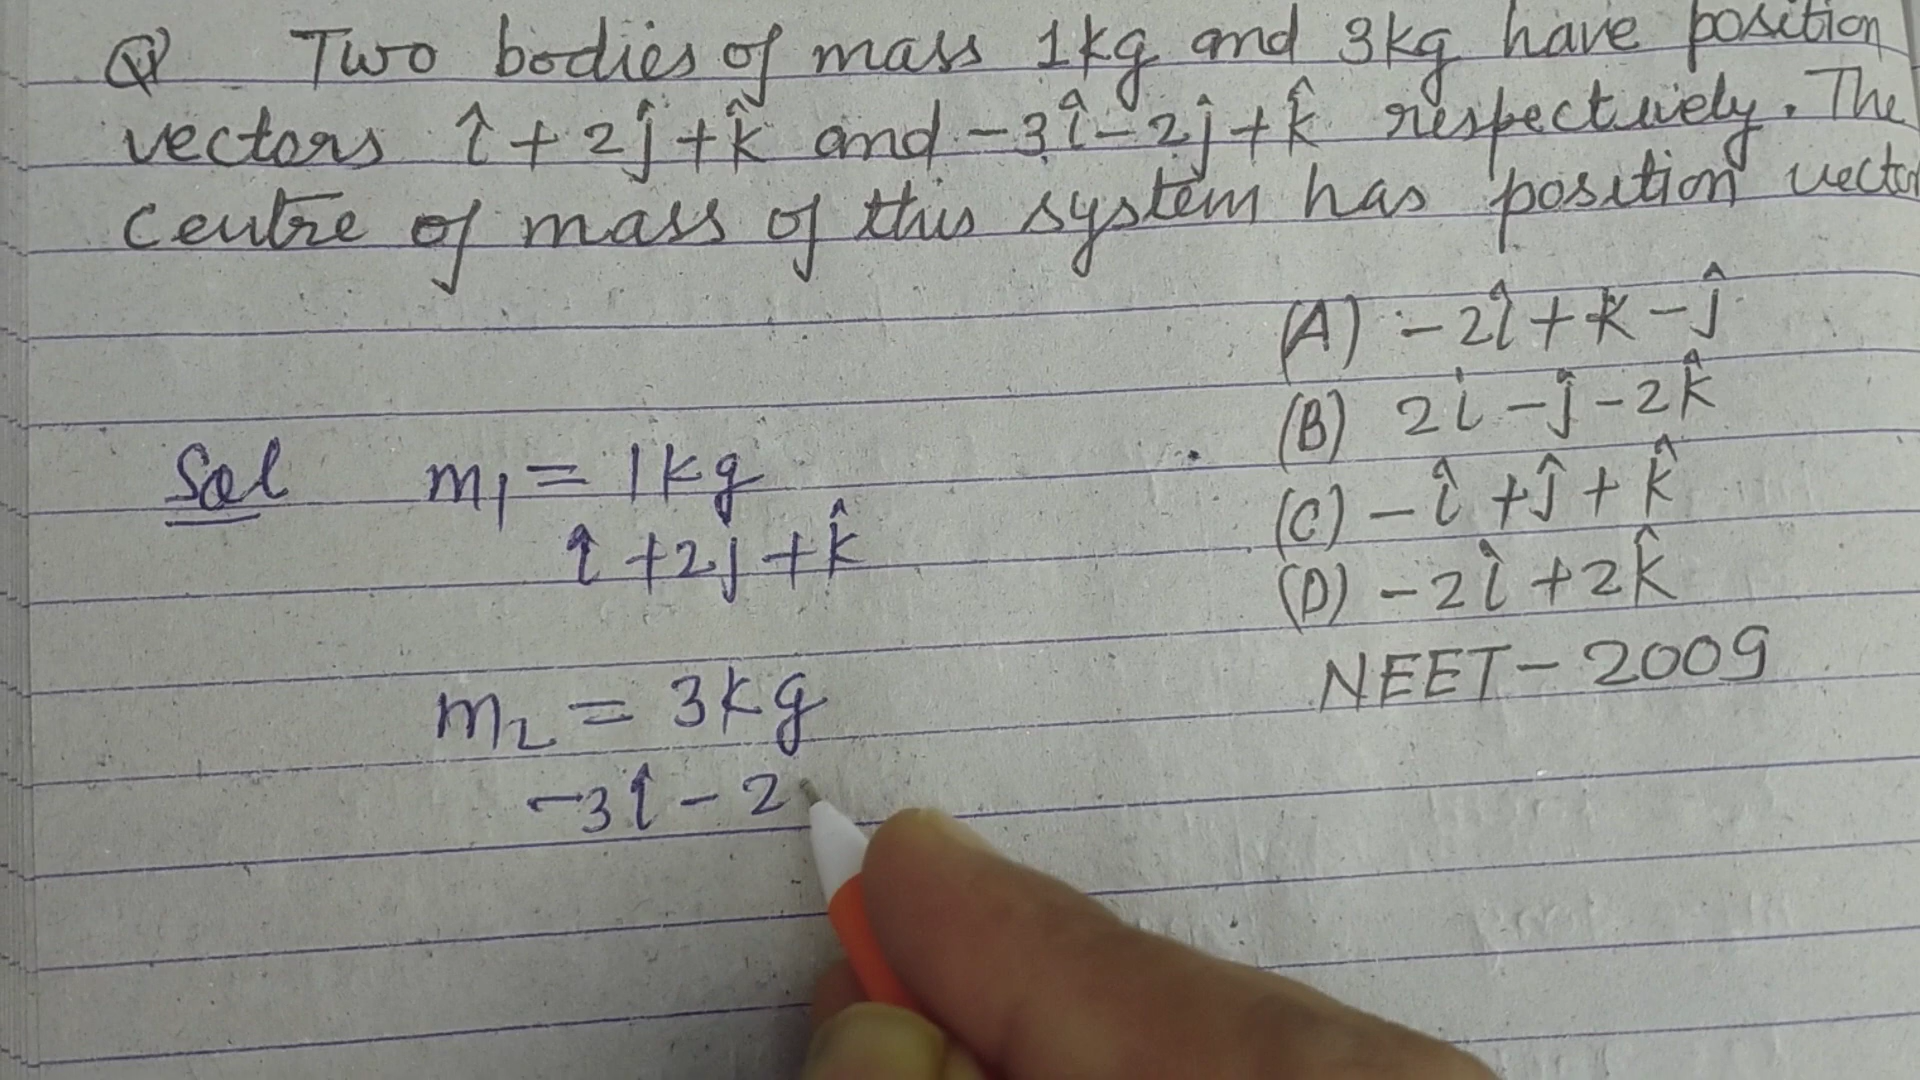 Q) Two bodies of mass 1kg and 3kg have position
vectors î + 2ĵ + k̂ and -3î - 2ĵ + k̂ respectively. The
centre of mass of this system has position vector
(A) -2î + k - ĵ
(B) 2i - ĵ - 2k̂
(C) -î + ĵ + k̂
(D) -2î + 2k̂
NEET - 2009
Sol m₁ = 1kg
î + 2j + k̂
m₂ = 3kg
-3î - 2